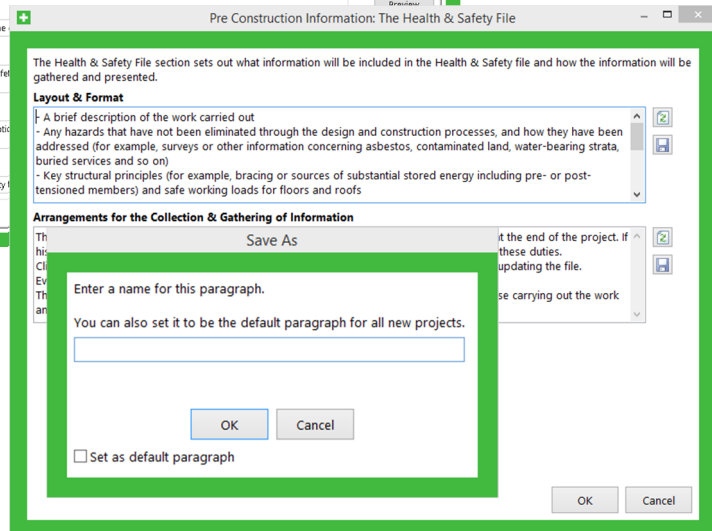 Preview
Pre Construction Information: The Health & Safety File
The Health & Safety File section sets out what information will be included in the Health & Safety file and how the information will be
gathered and presented.
Layout & Format
- A brief description of the work carried out
- Any hazards that have not been eliminated through the design and construction processes, and how they have been
addressed (for example, surveys or other information concerning asbestos, contaminated land, water-bearing strata,
buried services and so on)
- Key structural principles (for example, bracing or sources of substantial stored energy including pre- or post-
tensioned members) and safe working loads for floors and roofs
Arrangements for the Collection & Gathering of Information
Th
t the end of the project. If
his
these duties.
Cli
updating the file.
Ev
Th
se carrying out the work
an
Save As
Enter a name for this paragraph.
You can also set it to be the default paragraph for all new projects.
OK
Cancel
Set as default paragraph
OK
Cancel